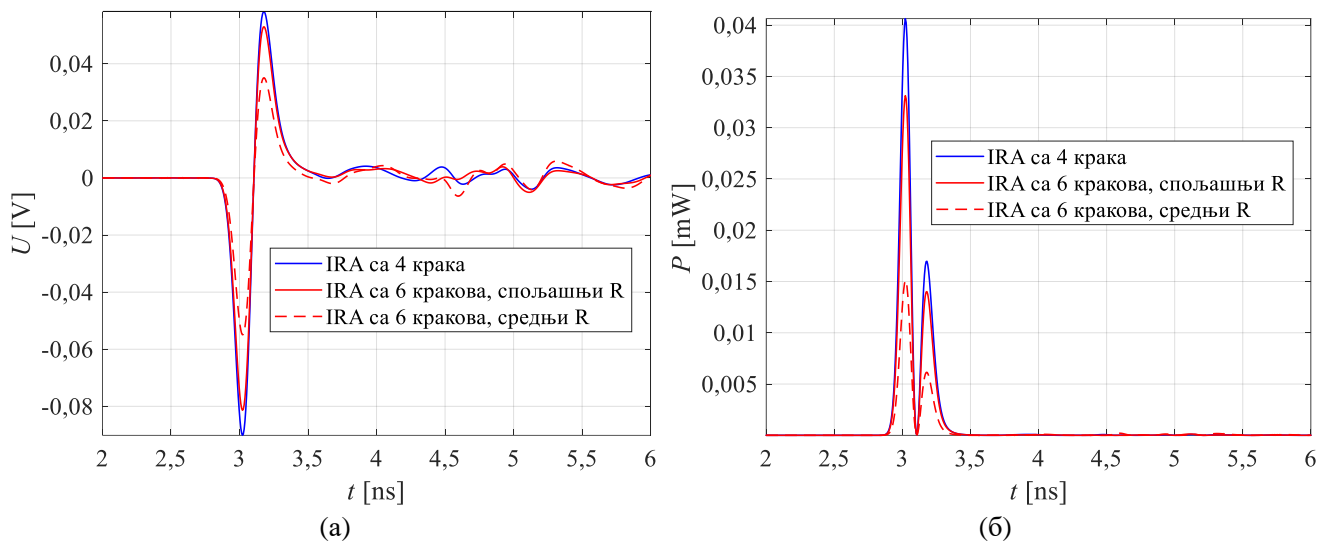 0,04
0,02
0
-0,02
-0,04
-0,06
-0,08
U [V]
2
2,5
3
3,5
4
4,5
5
5,5
6
t [ns]
IRA са 4 крака
IRA са 6 кракова, спољашњи R
IRA са 6 кракова, средњи R
(а)
0,04
0,035
0,03
0,025
0,02
0,015
0,01
0,005
P [mW]
2
2,5
3
3,5
4
4,5
5
5,5
6
t [ns]
IRA са 4 крака
IRA са 6 кракова, спољашњи R
IRA са 6 кракова, средњи R
(б)